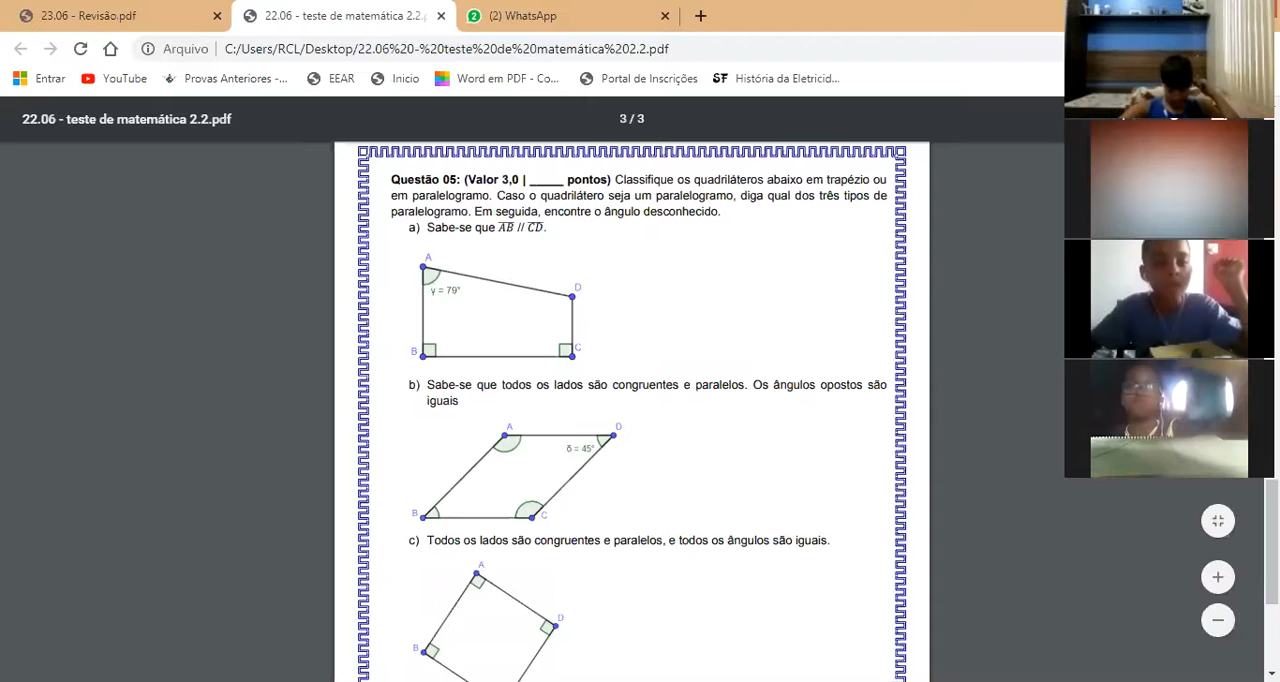 23.06 - Revisão.pdf
22.06 - teste de matemática 2.2.p
2
(2) WhatsApp
Arquivo
C:/Users/RCL/Desktop/22.06%20-%20teste%20de%20matemática%202.2.pdf
Entrar
YouTube
Provas Anteriores -...
EEAR
Inicio
Word em PDF - Co...
Portal de Inscrições
SF História da Eletricid...
22.06 - teste de matemática 2.2.pdf
3 / 3
Questão 05: (Valor 3,0 | _____ pontos) Classifique os quadriláteros abaixo em trapézio ou
em paralelogramo. Caso o quadrilátero seja um paralelogramo, diga qual dos três tipos de
paralelogramo. Em seguida, encontre o ângulo desconhecido.
a) Sabe-se que AB // CD.
A
D
γ = 79°
B
C
b) Sabe-se que todos os lados são congruentes e paralelos. Os ângulos opostos são
iguais
A
D
δ = 45°
B
C
c) Todos os lados são congruentes e paralelos, e todos os ângulos são iguais.
A
D
B